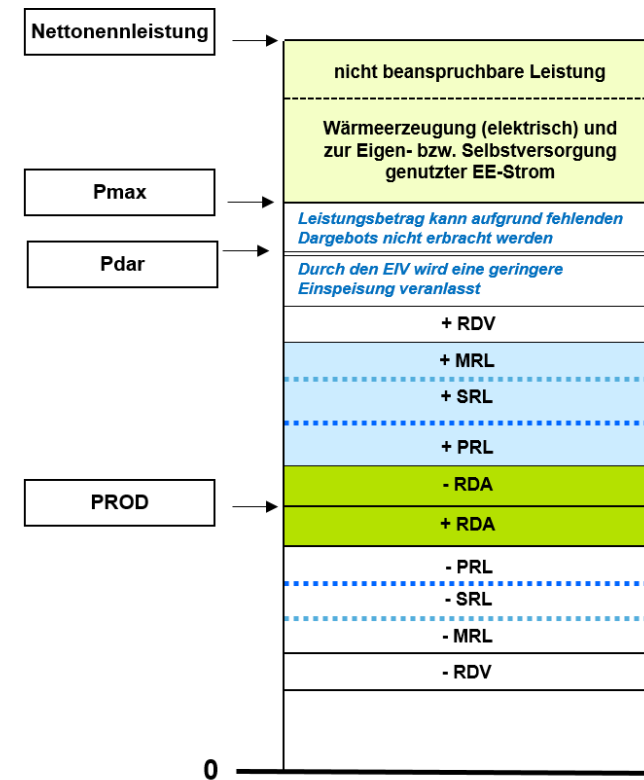 Nettonennleistung
nicht beanspruchbare Leistung
Wärmeerzeugung (elektrisch) und
zur Eigen- bzw. Selbstversorgung
genutzter EE-Strom
Pmax
Leistungsbetrag kann aufgrund fehlenden
Dargebots nicht erbracht werden
Pdar
Durch den EIV wird eine geringere
Einspeisung veranlasst
+ RDV
+ MRL
+ SRL
+ PRL
- RDA
PROD
+ RDA
- PRL
- SRL
- MRL
- RDV
0